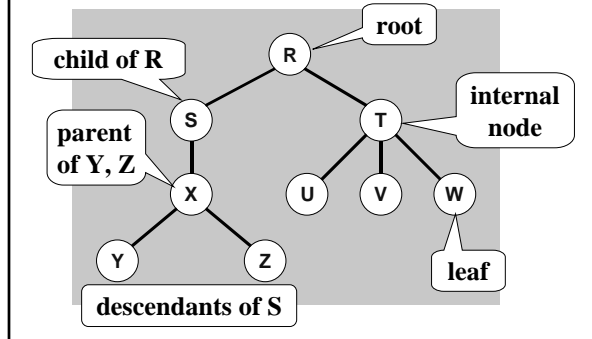 root
R
child of R
S
T
internal
node
parent
of Y, Z
X
U
V
W
Y
Z
leaf
descendants of S